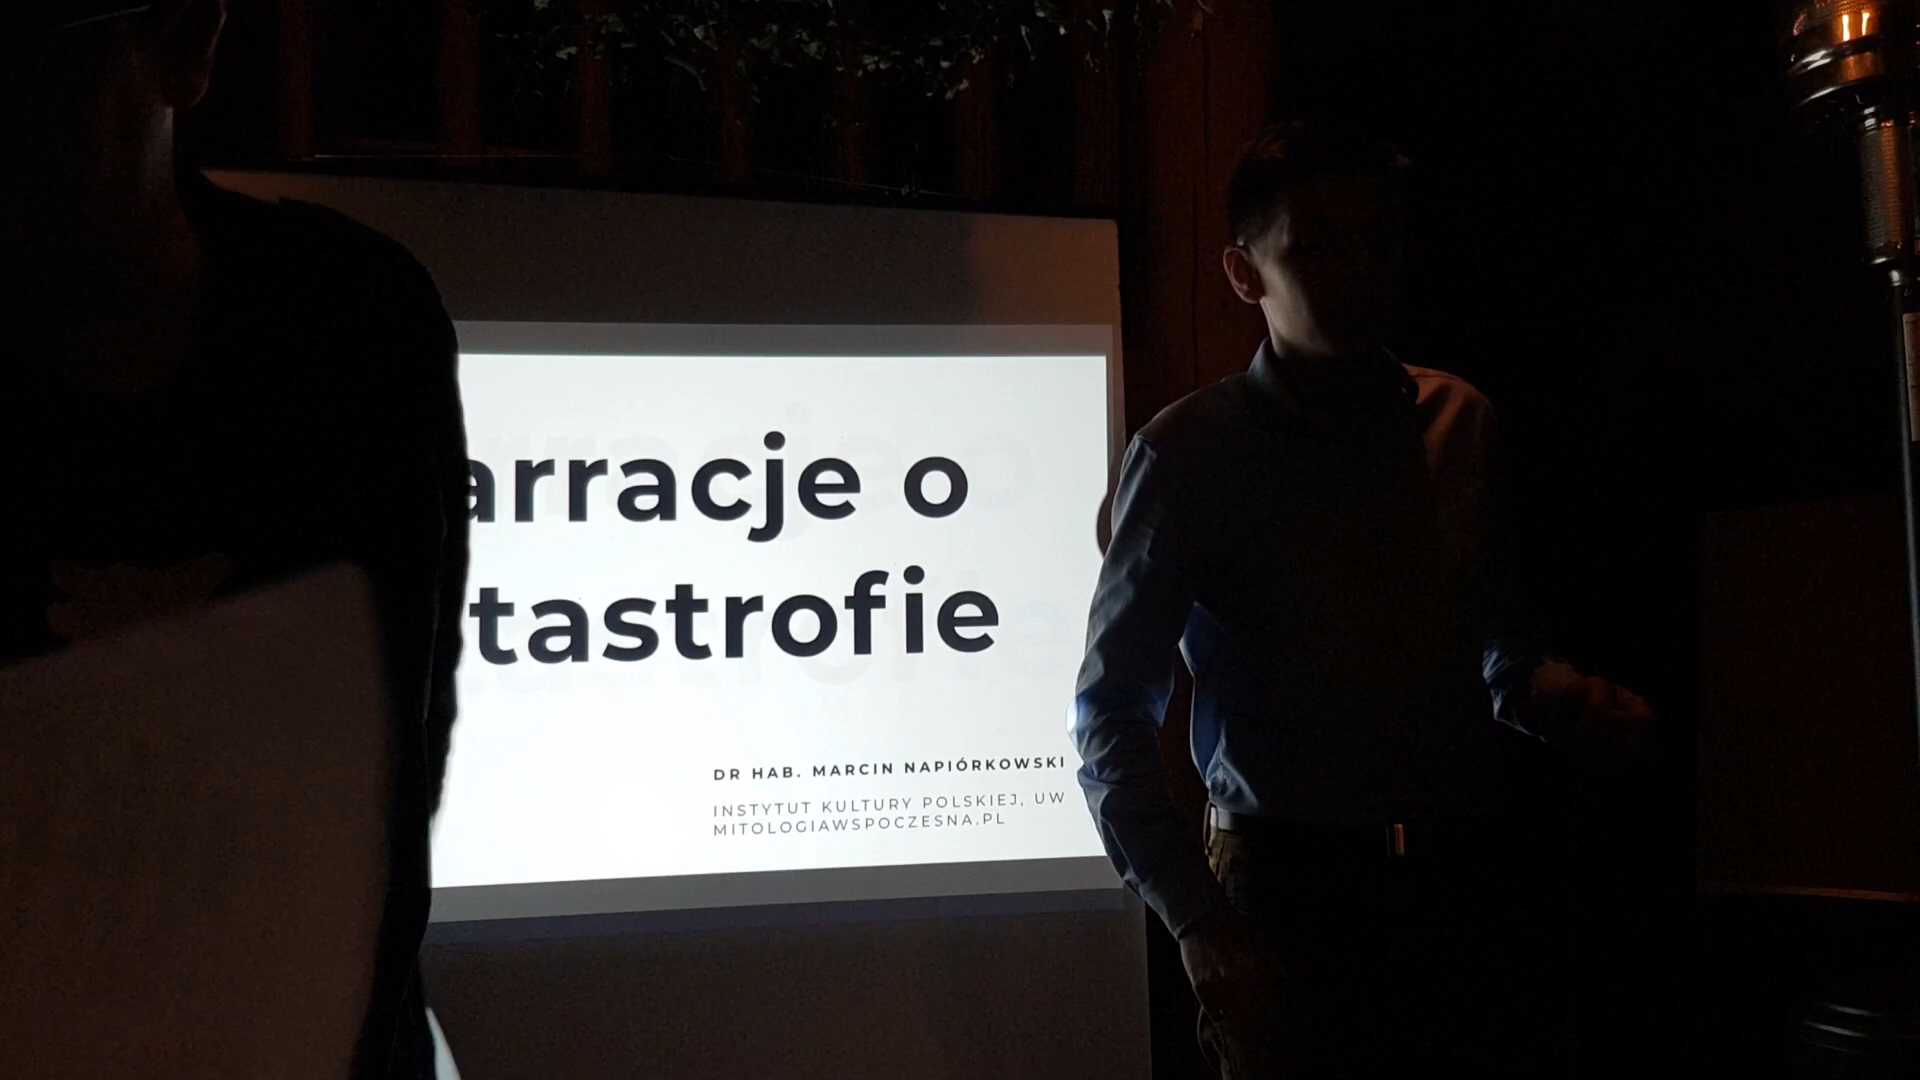 arracje o
tastrofie
DR HAB. MARCIN NAPIÓRKOWSKI
INSTYTUT KULTURY POLSKIEJ, UW
MITOLOGIAWSPOCZESNA.PL